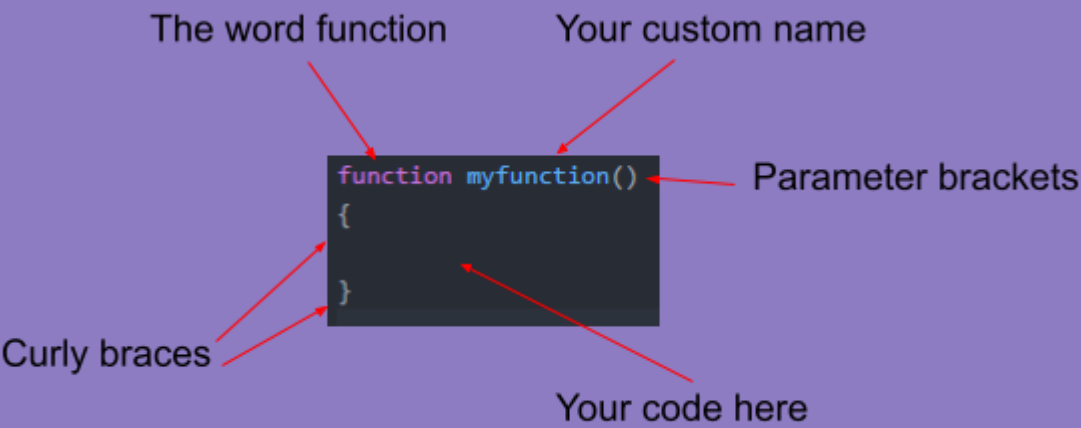 The word function
Your custom name
function myfunction()
Parameter brackets
{
}
Curly braces
Your code here